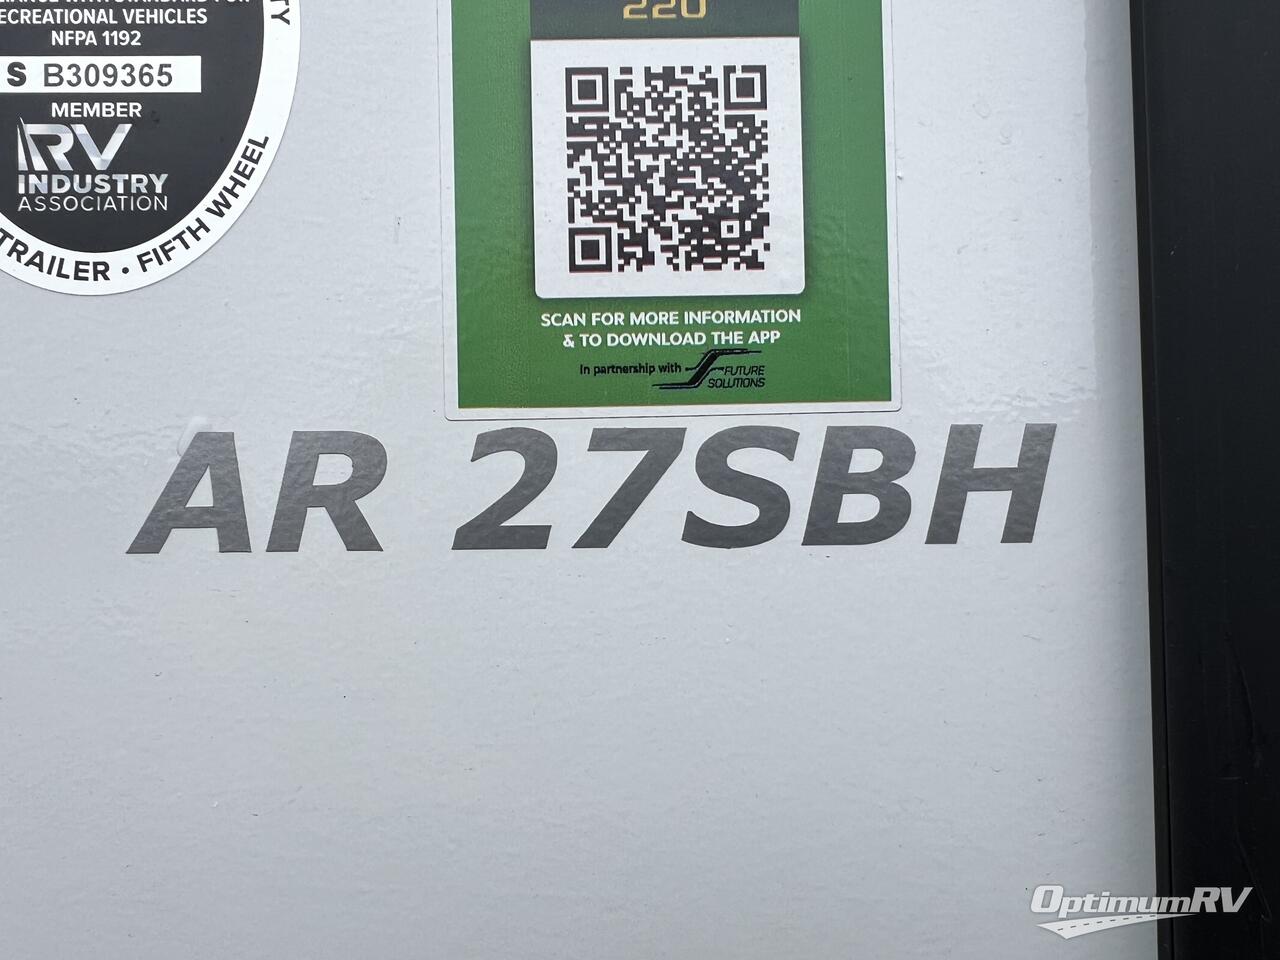 RECREATIONAL VEHICLES
NFPA 1192
S B309365
MEMBER
RV
INDUSTRY
ASSOCIATION
TRAILER • FIFTH WHEEL
220
SCAN FOR MORE INFORMATION
& TO DOWNLOAD THE APP
In partnership with FUTURE
SOLUTIONS
AR 27SBH
OptimumRV